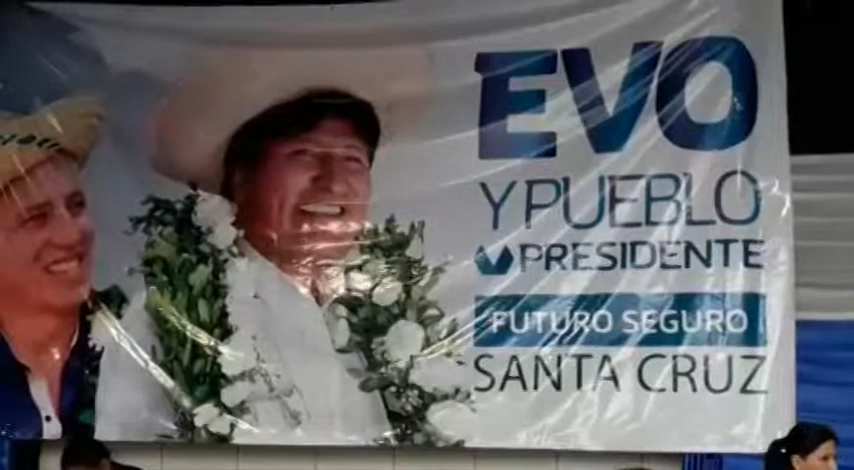 EVO
Y PUEBLO
PRESIDENTE
FUTURO SEGURO
SANTA CRUZ